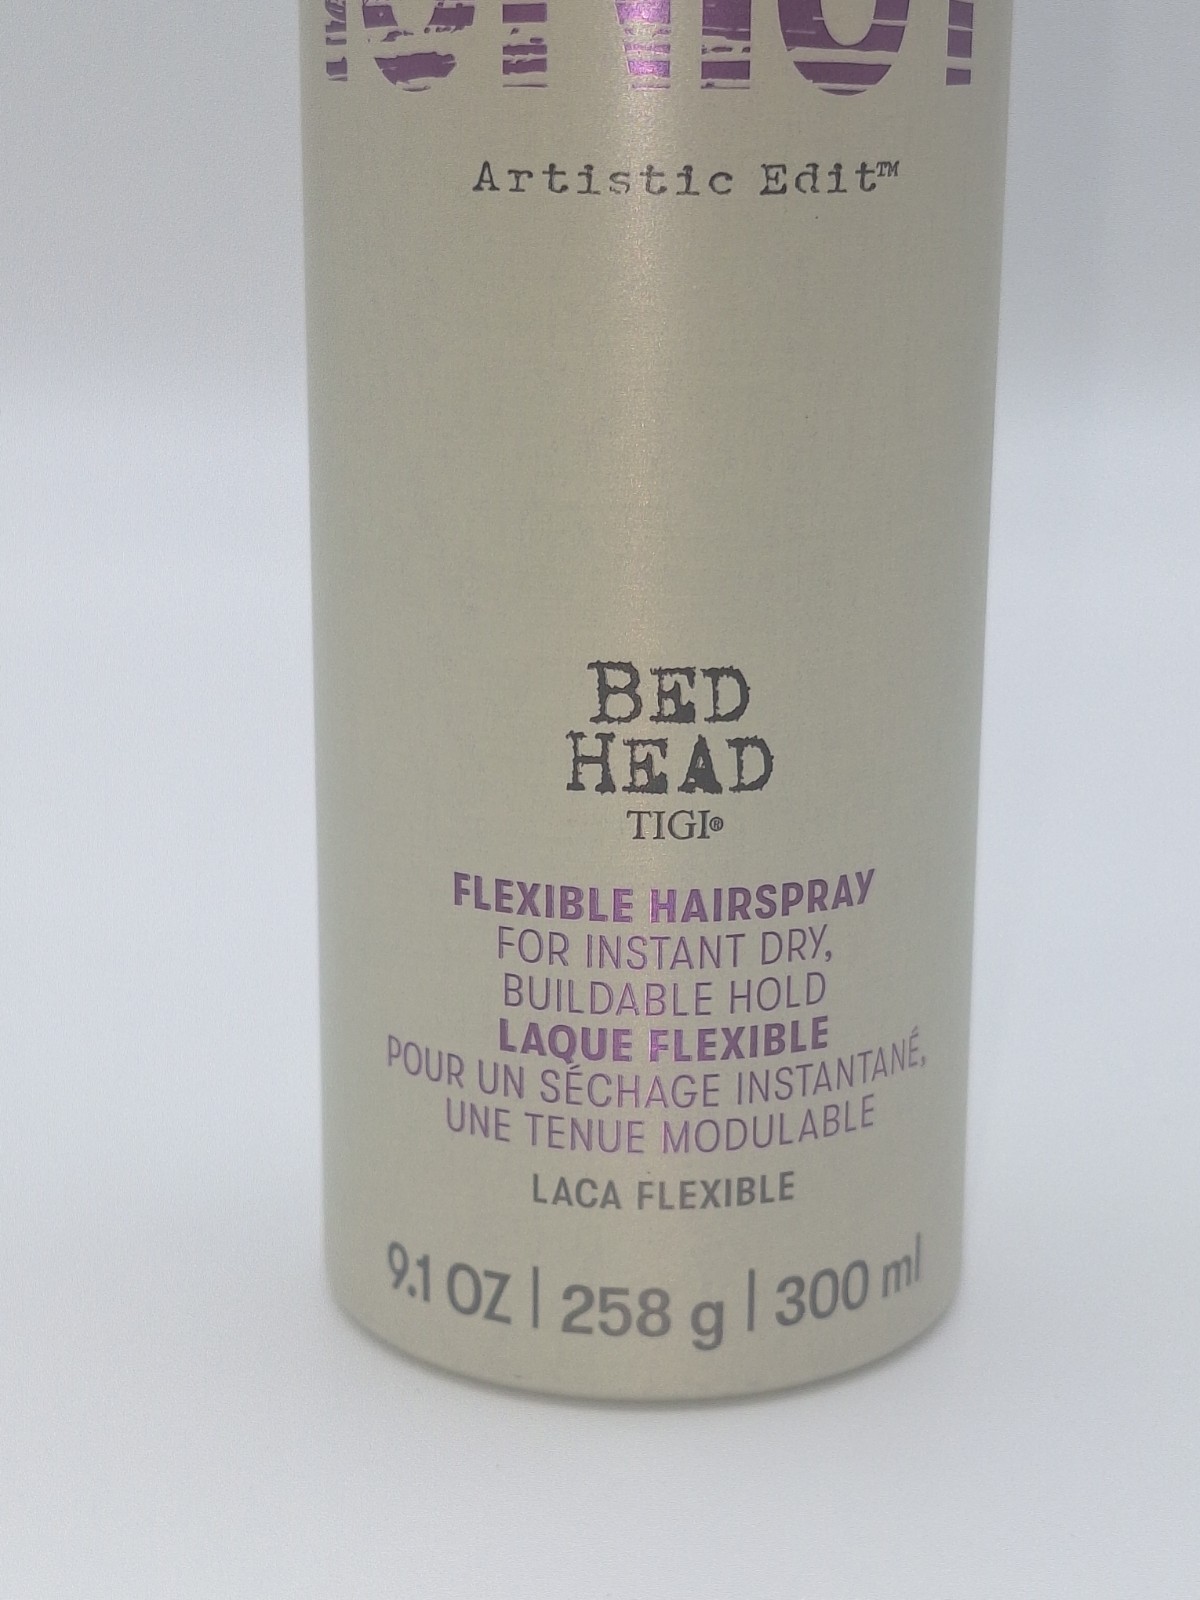 Artistic Edit™
BED
HEAD
TIGI®
FLEXIBLE HAIRSPRAY
FOR INSTANT DRY,
BUILDABLE HOLD
LAQUE FLEXIBLE
POUR UN SÉCHAGE INSTANTANÉ,
UNE TENUE MODULABLE
LACA FLEXIBLE
9.1 OZ | 258 g | 300 ml